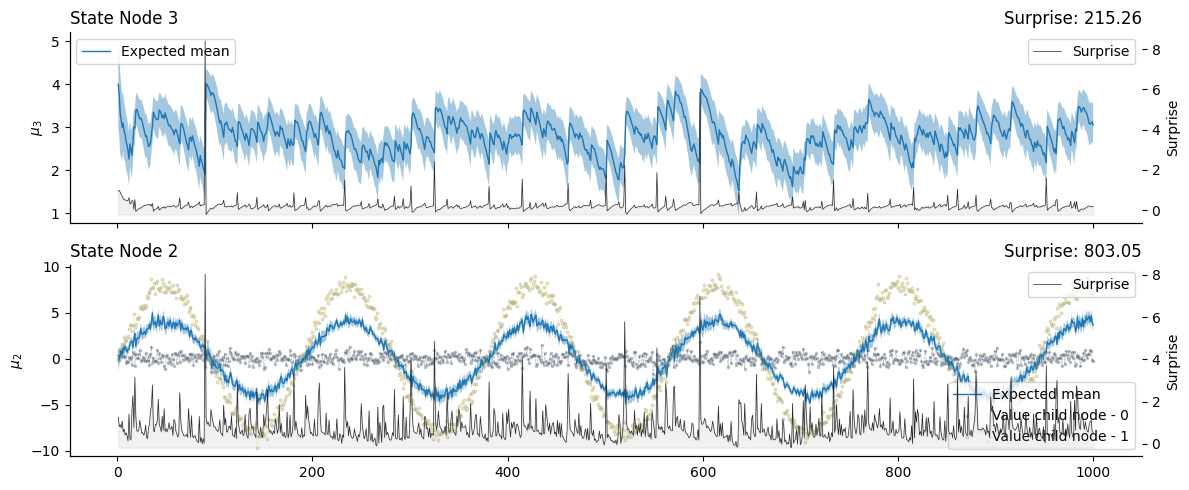 State Node 3
Surprise: 215.26
Expected mean
Surprise
5
4
3
2
1
μ3
8
6
4
2
0
Surprise
State Node 2
Surprise: 803.05
Surprise
10
5
0
−5
−10
μ2
8
6
4
2
0
Surprise
Expected mean
Value child node - 0
Value child node - 1
0
200
400
600
800
1000